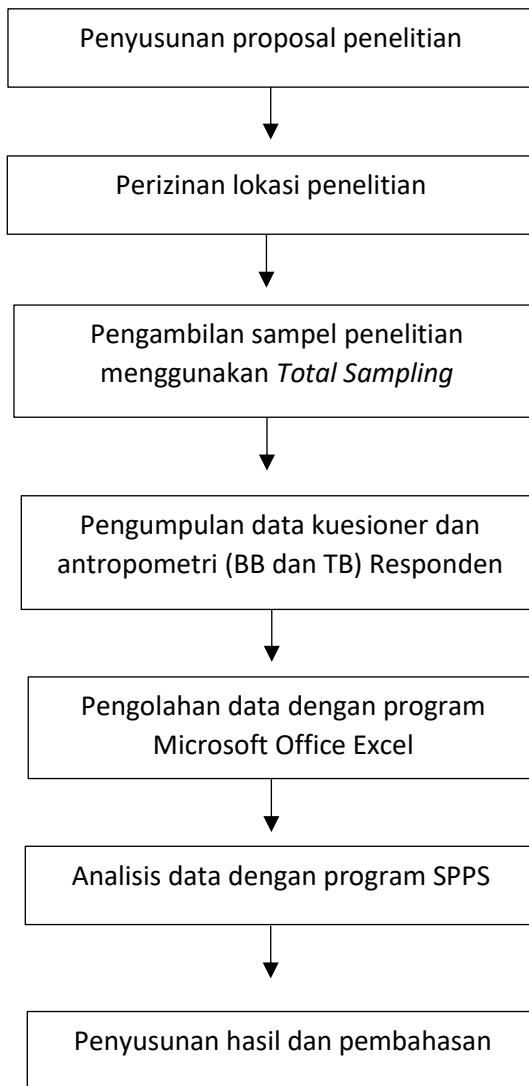 Penyusunan proposal penelitian
Perizinan lokasi penelitian
Pengambilan sampel penelitian
menggunakan Total Sampling
Pengumpulan data kuesioner dan
antropometri (BB dan TB) Responden
Pengolahan data dengan program
Microsoft Office Excel
Analisis data dengan program SPPS
Penyusunan hasil dan pembahasan